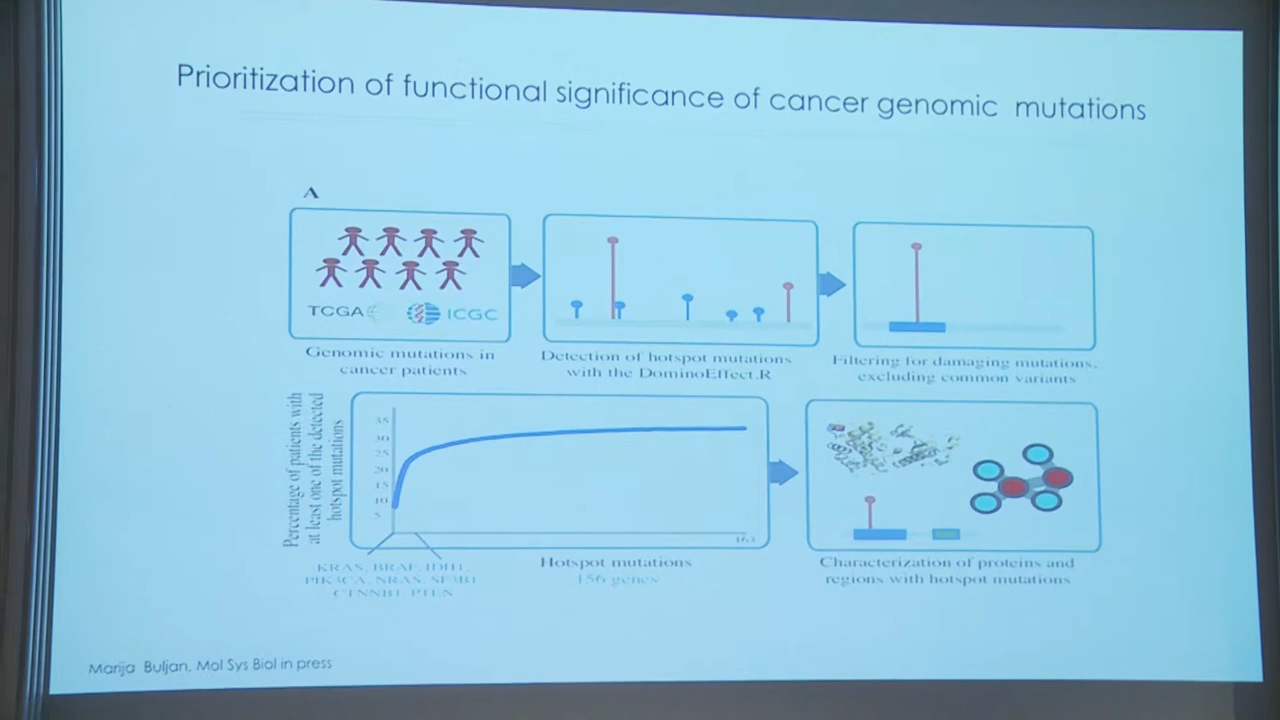 Prioritization of functional significance of cancer genomic mutations
A
TCGA
ICGC
Genomic mutations in
cancer patients
Detection of hotspot mutations
with the DominoEffect.R
Filtering for damaging mutations,
excluding common variants
Percentage of patients with
at least one of the detected
hotspot mutations
35
30
25
20
15
10
5
163
KRAS, BRAF, IDH1,
PIK3CA, NRAS, SF3B1
CTNNB1, PTEN
Hotspot mutations
156 genes
Characterization of proteins and
regions with hotspot mutations
Marija Buljan, Mol Sys Biol in press